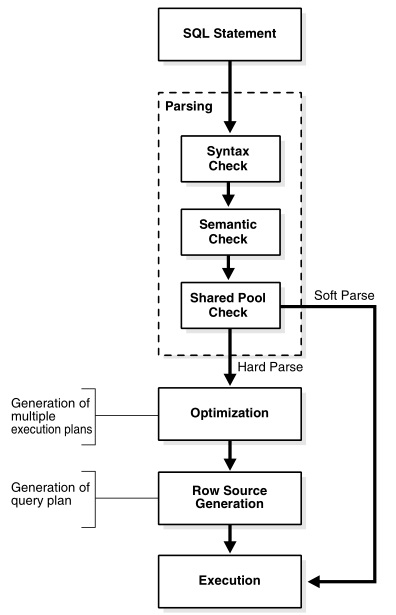 SQL Statement
Parsing
Syntax
Check
Semantic
Check
Shared Pool
Check
Soft Parse
Hard Parse
Generation of
multiple
execution plans
Optimization
Generation of
query plan
Row Source
Generation
Execution